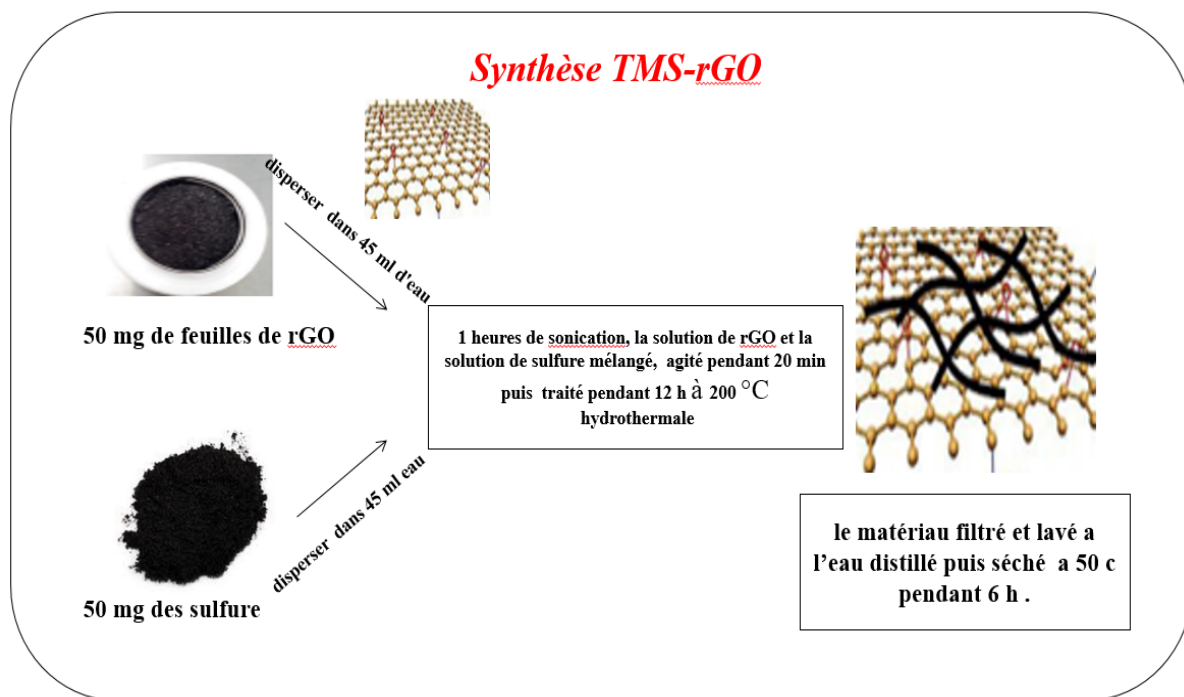 Synthèse TMS-rGO
disperser dans 45 ml d'eau
50 mg de feuilles de rGO
1 heures de sonication, la solution de rGO et la
solution de sulfure mélangé, agité pendant 20 min
puis traité pendant 12 h à 200 °C
hydrothermale
disperser dans 45 ml eau
50 mg des sulfure
le matériau filtré et lavé a
l'eau distillé puis séché a 50 c
pendant 6 h .